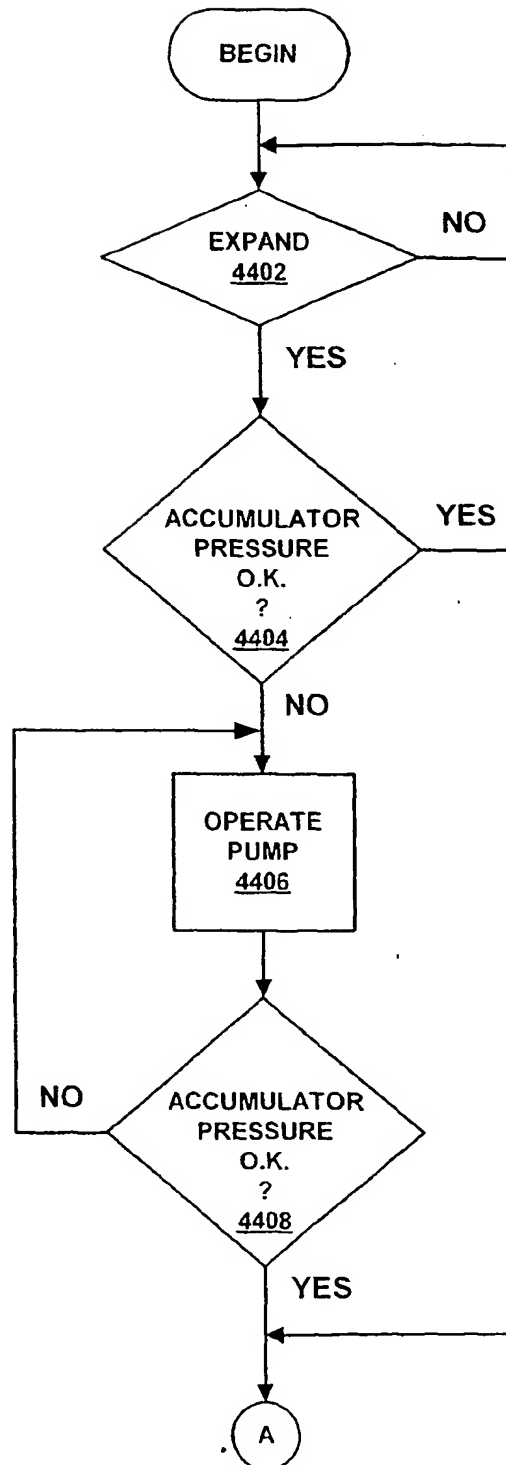 BEGIN
EXPAND
4402
NO
YES
ACCUMULATOR
PRESSURE
O.K.
?
4404
YES
NO
OPERATE
PUMP
4406
ACCUMULATOR
PRESSURE
O.K.
?
4408
NO
YES
A